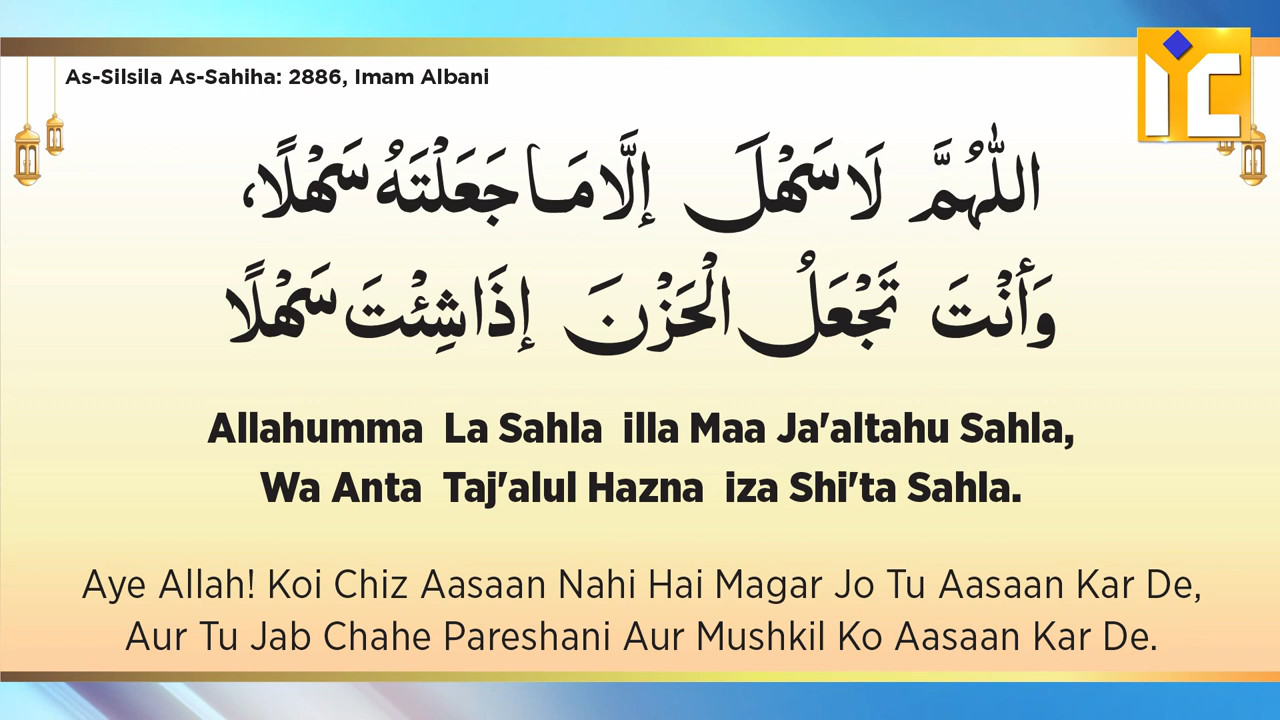 As-Silsila As-Sahiha: 2886, Imam Albani
IYC
اللّٰهُمَّ لَا سَهْلَ إِلَّا مَا جَعَلْتَهُ سَهْلًا،
وَأَنْتَ تَجْعَلُ الْحَزْنَ إِذَا شِئْتَ سَهْلًا
Allahumma La Sahla illa Maa Ja'altahu Sahla,
Wa Anta Taj'alul Hazna iza Shi'ta Sahla.
Aye Allah! Koi Chiz Aasaan Nahi Hai Magar Jo Tu Aasaan Kar De,
Aur Tu Jab Chahe Pareshani Aur Mushkil Ko Aasaan Kar De.